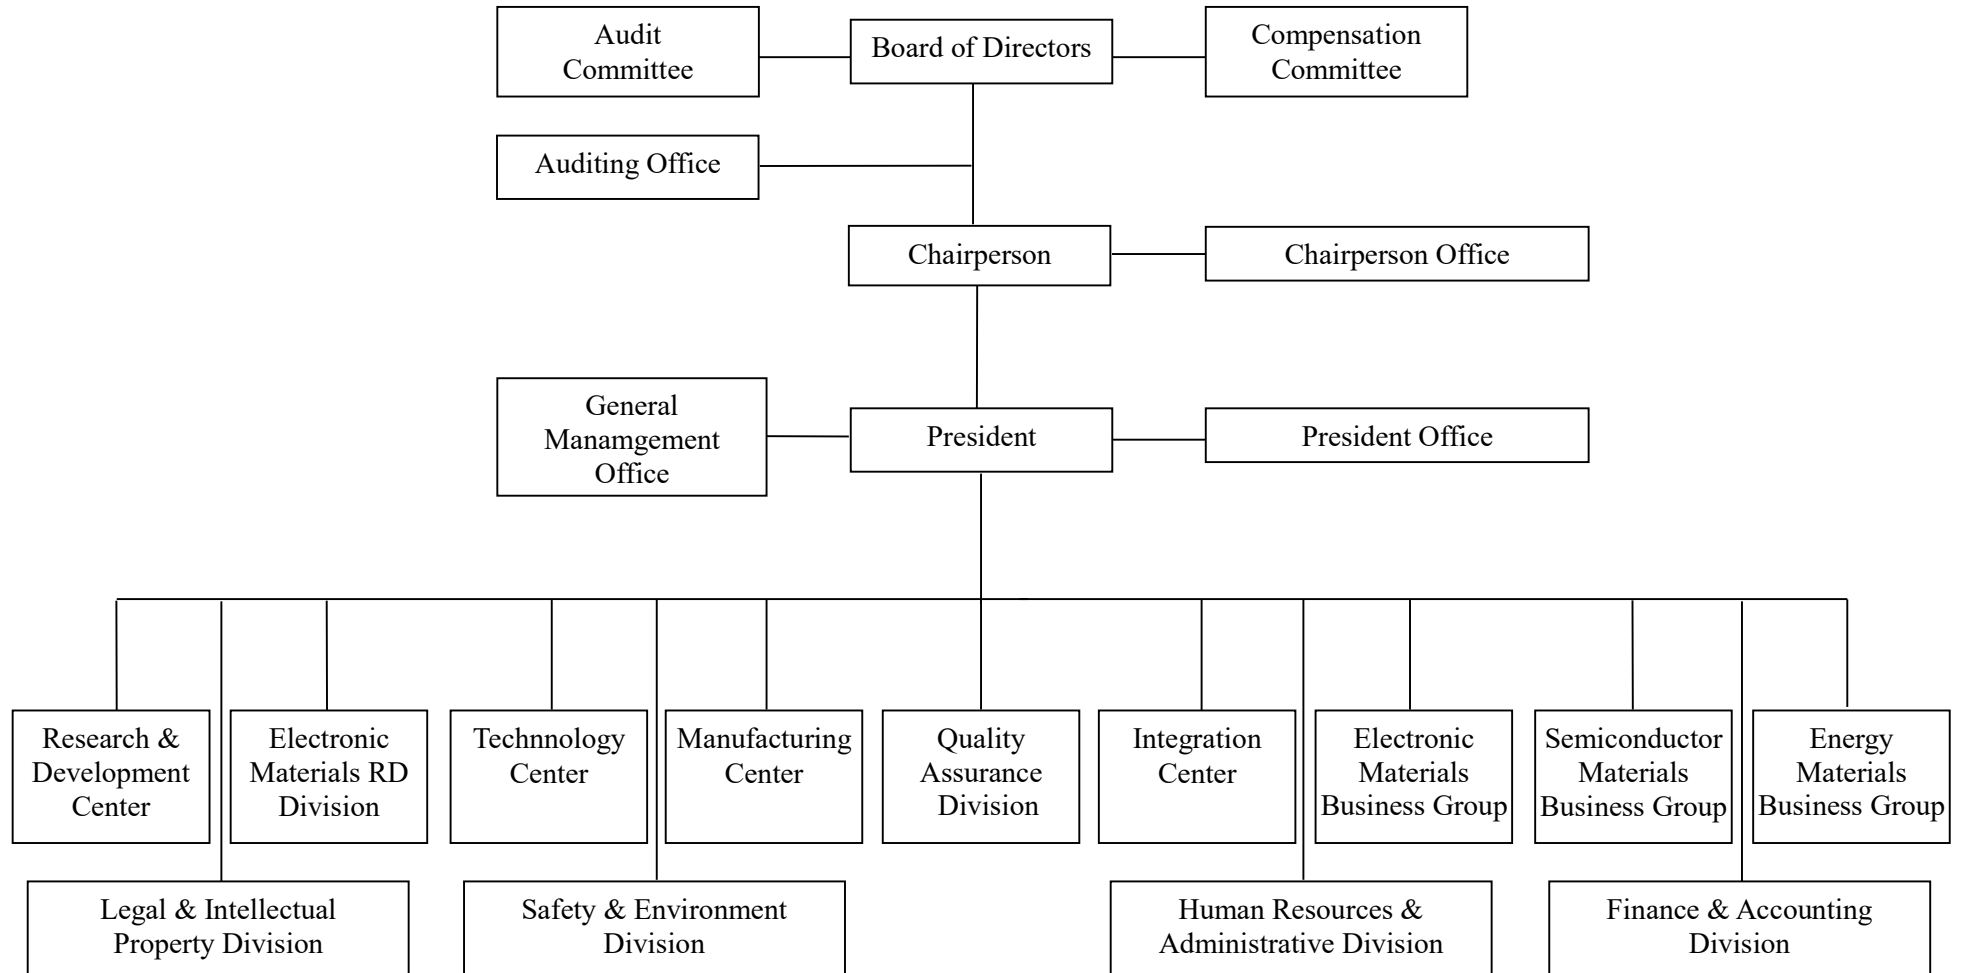 Audit
Committee
Board of Directors
Compensation
Committee
Auditing Office
Chairperson
Chairperson Office
General
Manamgement
Office
President
President Office
Research &
Development
Center
Electronic
Materials RD
Division
Technnology
Center
Manufacturing
Center
Quality
Assurance
Division
Integration
Center
Electronic
Materials
Business Group
Semiconductor
Materials
Business Group
Energy
Materials
Business Group
Legal & Intellectual
Property Division
Safety & Environment
Division
Human Resources &
Administrative Division
Finance & Accounting
Division